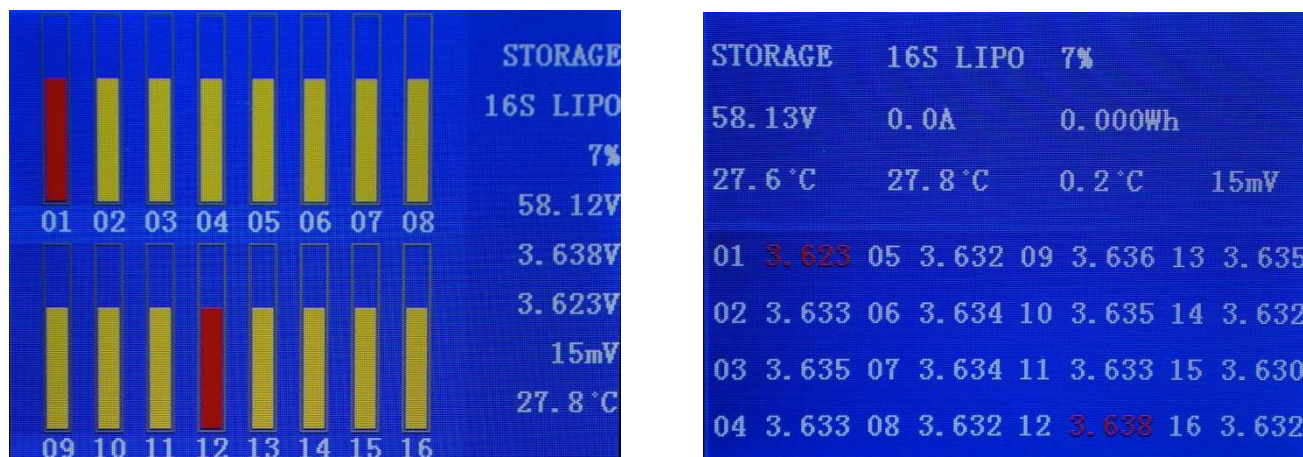 STORAGE
16S LIPO
7%
58.12V
3.638V
3.623V
15mV
27.8°C
01 02 03 04 05 06 07 08
09 10 11 12 13 14 15 16
STORAGE 16S LIPO 7%
58.13V 0.0A 0.000Wh
27.6°C 27.8°C 0.2°C 15mV
01 3.623 05 3.632 09 3.636 13 3.635
02 3.633 06 3.634 10 3.635 14 3.632
03 3.635 07 3.634 11 3.633 15 3.630
04 3.633 08 3.632 12 3.638 16 3.632